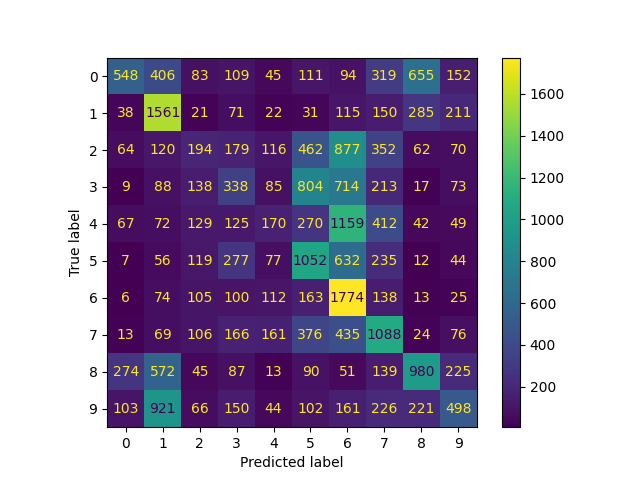 0 548 406 83 109 45 111 94 319 655 152
1 38 1561 21 71 22 31 115 150 285 211
2 64 120 194 179 116 462 877 352 62 70
3 9 88 138 338 85 804 714 213 17 73
4 67 72 129 125 170 270 1159 412 42 49
5 7 56 119 277 77 1052 632 235 12 44
6 6 74 105 100 112 163 1774 138 13 25
7 13 69 106 166 161 376 435 1088 24 76
8 274 572 45 87 13 90 51 139 980 225
9 103 921 66 150 44 102 161 226 221 498
0 1 2 3 4 5 6 7 8 9
Predicted label
True label
1600
1400
1200
1000
800
600
400
200